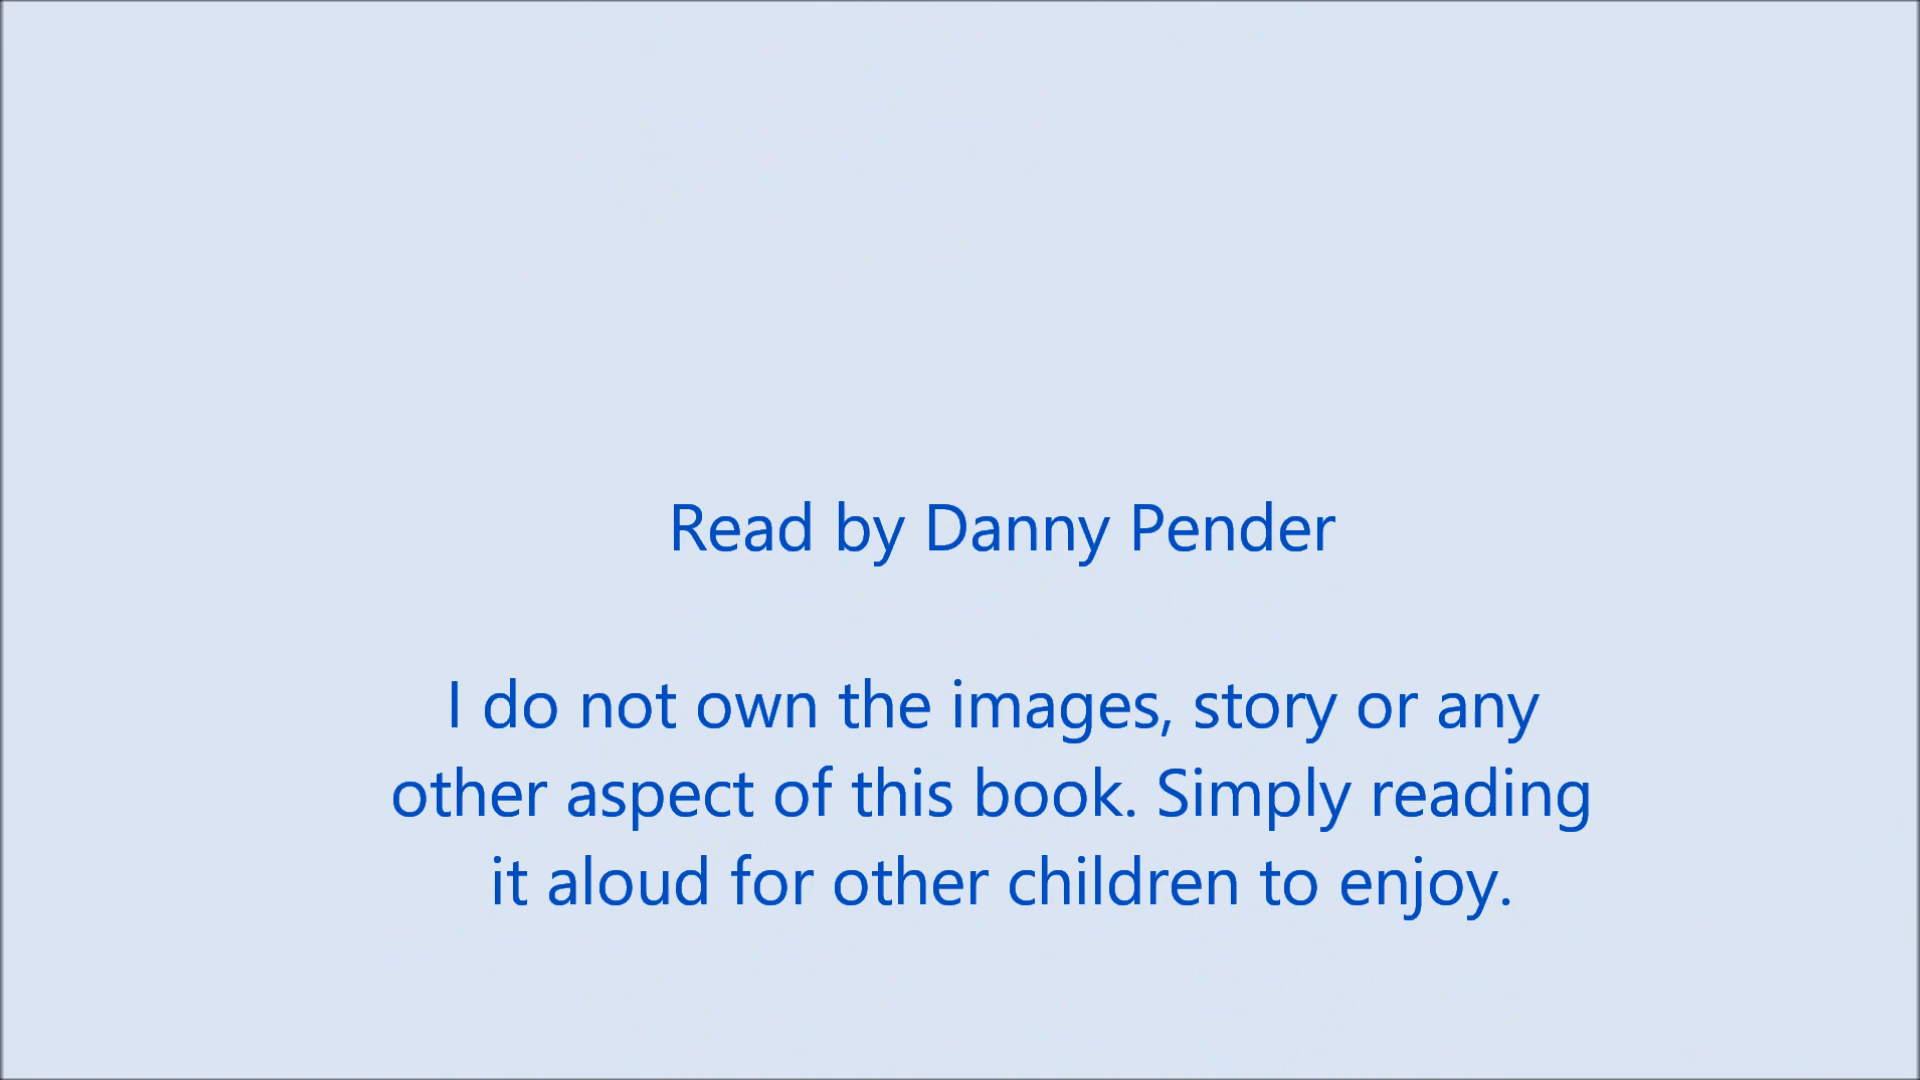 Read by Danny Pender
I do not own the images, story or any
other aspect of this book. Simply reading
it aloud for other children to enjoy.